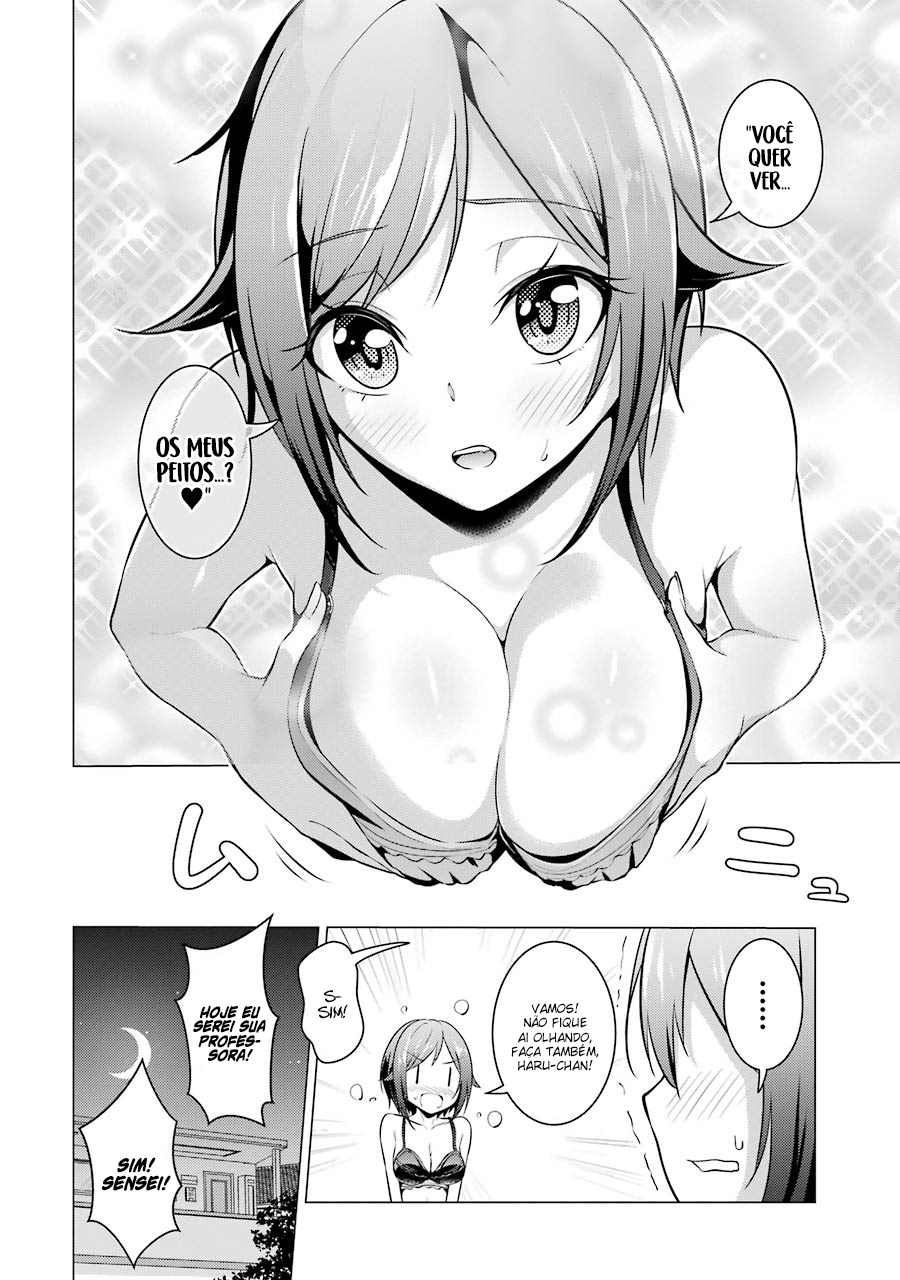 "VOCÊ
QUER
VER...
OS MEUS
PEITOS...?
♥"
ムニュ
......
VAMOS!
NÃO FIQUE
AI OLHANDO,
FAÇA TAMBÉM,
HARU-CHAN!
S-
SIM!
HOJE EU
SEREI SUA
PROFES-
SORA!
SIM!
SENSEI!